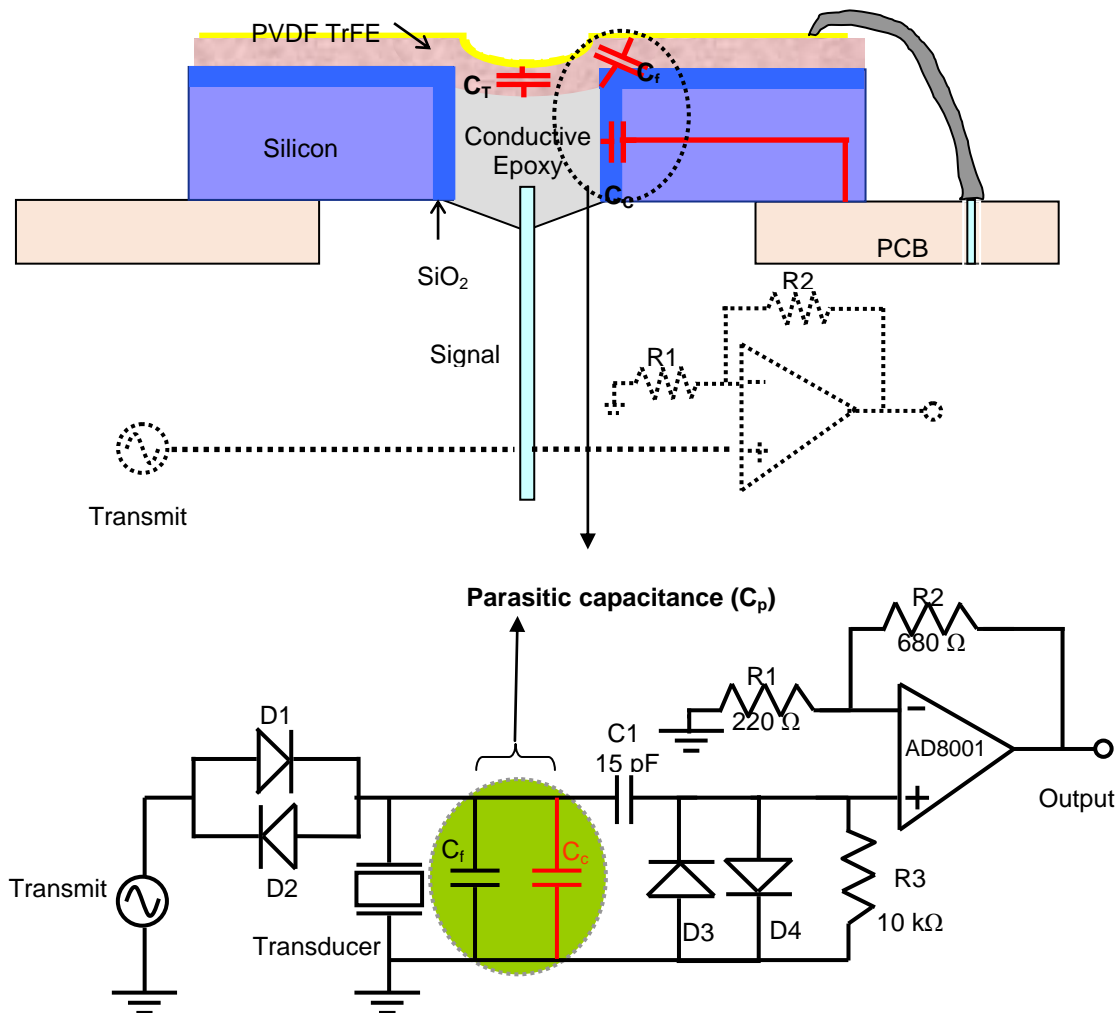 PVDF TrFE
C_T
C_f
Silicon
Conductive
Epoxy
C_C
PCB
SiO₂
R2
Signal
R1
Transmit
Parasitic capacitance (Cₚ)
R2
680 Ω
R1
220 Ω
D1
C1
15 pF
AD8001
Output
C_f
C_c
D2
Transmit
R3
10 kΩ
Transducer
D3
D4